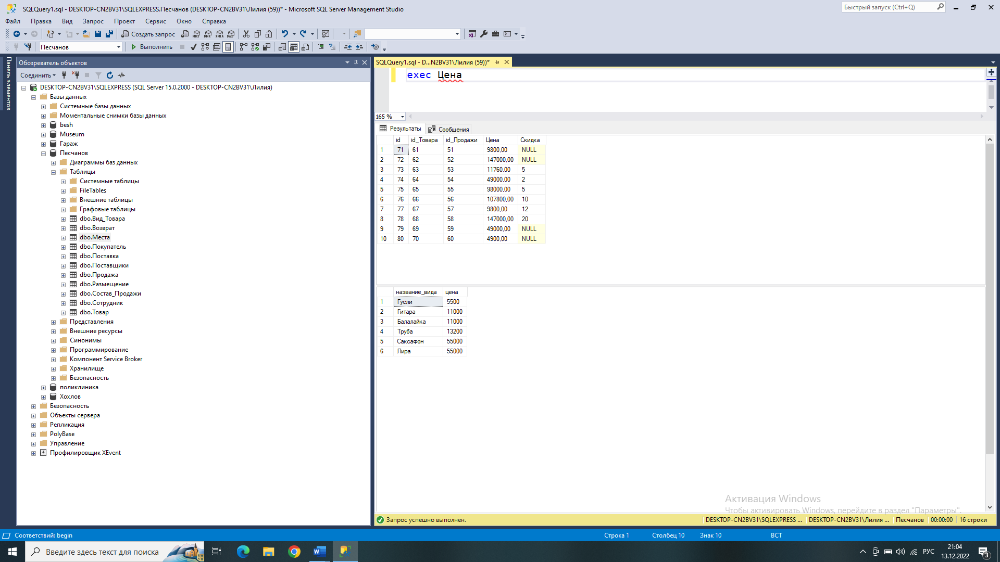 SQLQuery1.sql - DESKTOP-CN2BV31\SQLEXPRESS.Песчанов (DESKTOP-CN2BV31\Лилия (59))* - Microsoft SQL Server Management Studio
Быстрый запуск (Ctrl+Q)
Файл Правка Вид Запрос Проект Сервис Окно Справка
Создать запрос MDX DMX XMLA DAX
Песчанов Выполнить
Панель элементов
Обозреватель объектов
Соединить
DESKTOP-CN2BV31\SQLEXPRESS (SQL Server 15.0.2000 - DESKTOP-CN2BV31\Лилия)
Базы данных
Системные базы данных
Моментальные снимки базы данных
besh
Museum
Гараж
Песчанов
Диаграммы баз данных
Таблицы
Системные таблицы
FileTables
Внешние таблицы
Графовые таблицы
dbo.Вид_Товара
dbo.Возврат
dbo.Места
dbo.Покупатель
dbo.Поставка
dbo.Поставщики
dbo.Продажа
dbo.Размещение
dbo.Состав_Продажи
dbo.Сотрудник
dbo.Товар
Представления
Внешние ресурсы
Синонимы
Программирование
Компонент Service Broker
Хранилище
Безопасность
поликлиника
Хохлов
Безопасность
Объекты сервера
Репликация
PolyBase
Управление
Профилировщик XEvent
SQLQuery1.sql - D...N2BV31\Лилия (59))*
exec Цена
165 %
Результаты Сообщения
id id_Товара id_Продажи Цена Скидка
1 71 61 51 9800,00 NULL
2 72 62 52 147000,00 NULL
3 73 63 53 11760,00 5
4 74 64 54 49000,00 2
5 75 65 55 98000,00 5
6 76 66 56 107800,00 10
7 77 67 57 9800,00 12
8 78 68 58 147000,00 20
9 79 69 59 49000,00 NULL
10 80 70 60 4900,00 NULL
название_вида цена
1 Гусли 5500
2 Гитара 11000
3 Балалайка 11000
4 Труба 13200
5 Саксафон 55000
6 Лира 55000
Активация Windows
Чтобы активировать Windows, перейдите в раздел "Параметры".
Запрос успешно выполнен. DESKTOP-CN2BV31\SQLEXPRESS ... DESKTOP-CN2BV31\Лилия ... Песчанов 00:00:00 16 строки
Соответствий: begin Строка 1 Столбец 10 Знак 10 ВСТ
Введите здесь текст для поиска
РУС 21:04
13.12.2022
3